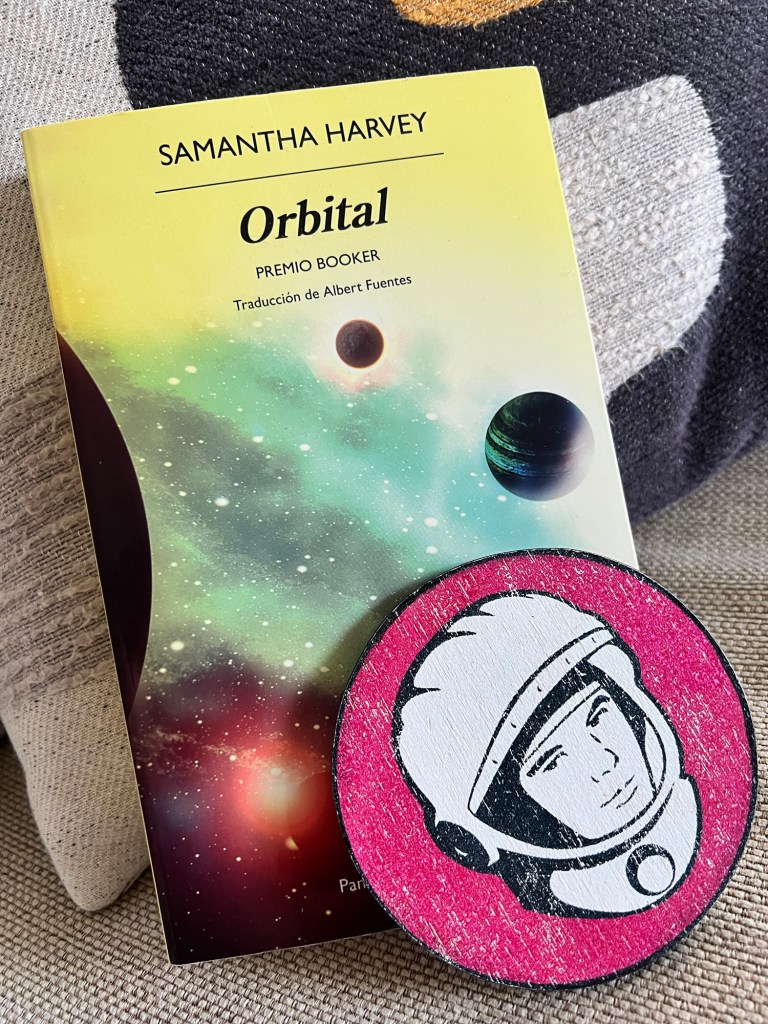 SAMANTHA HARVEY
Orbital
PREMIO BOOKER
Traducción de Albert Fuentes